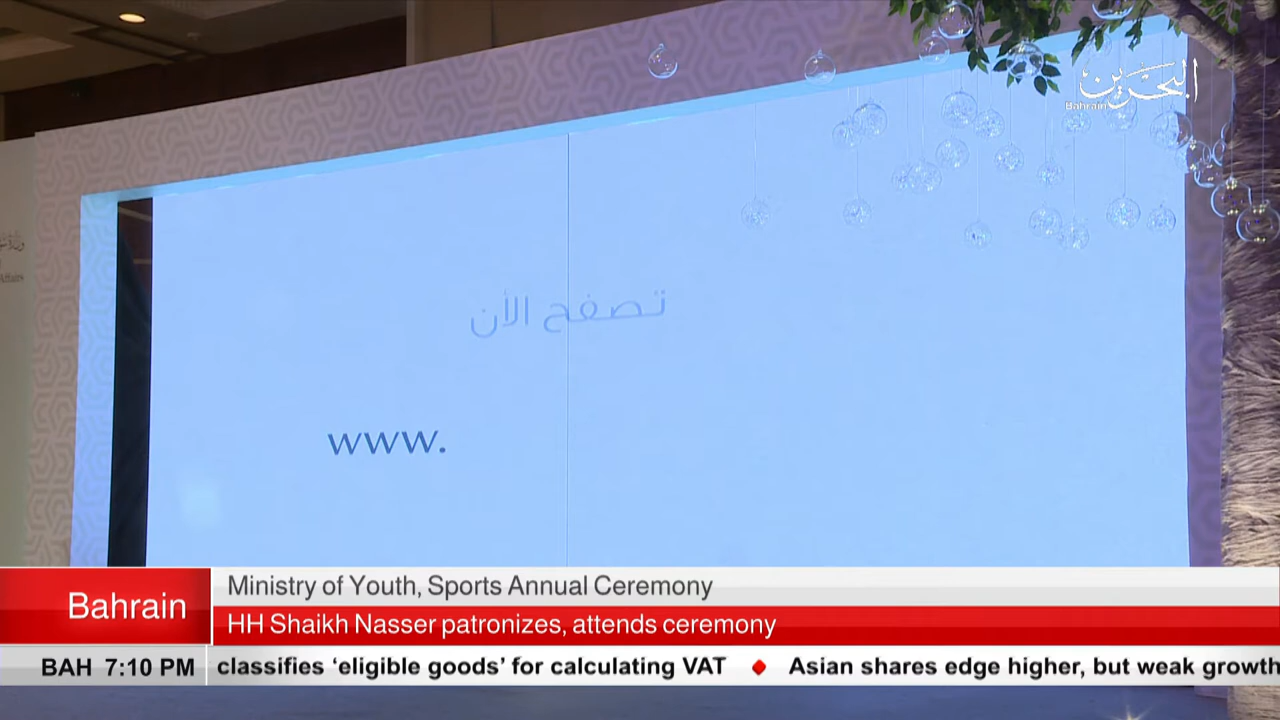 البحرين
Bahrain
Affairs
تصفح الآن
www.
Ministry of Youth, Sports Annual Ceremony
Bahrain
HH Shaikh Nasser patronizes, attends ceremony
BAH 7:10 PM
classifies ‘eligible goods’ for calculating VAT
Asian shares edge higher, but weak growth